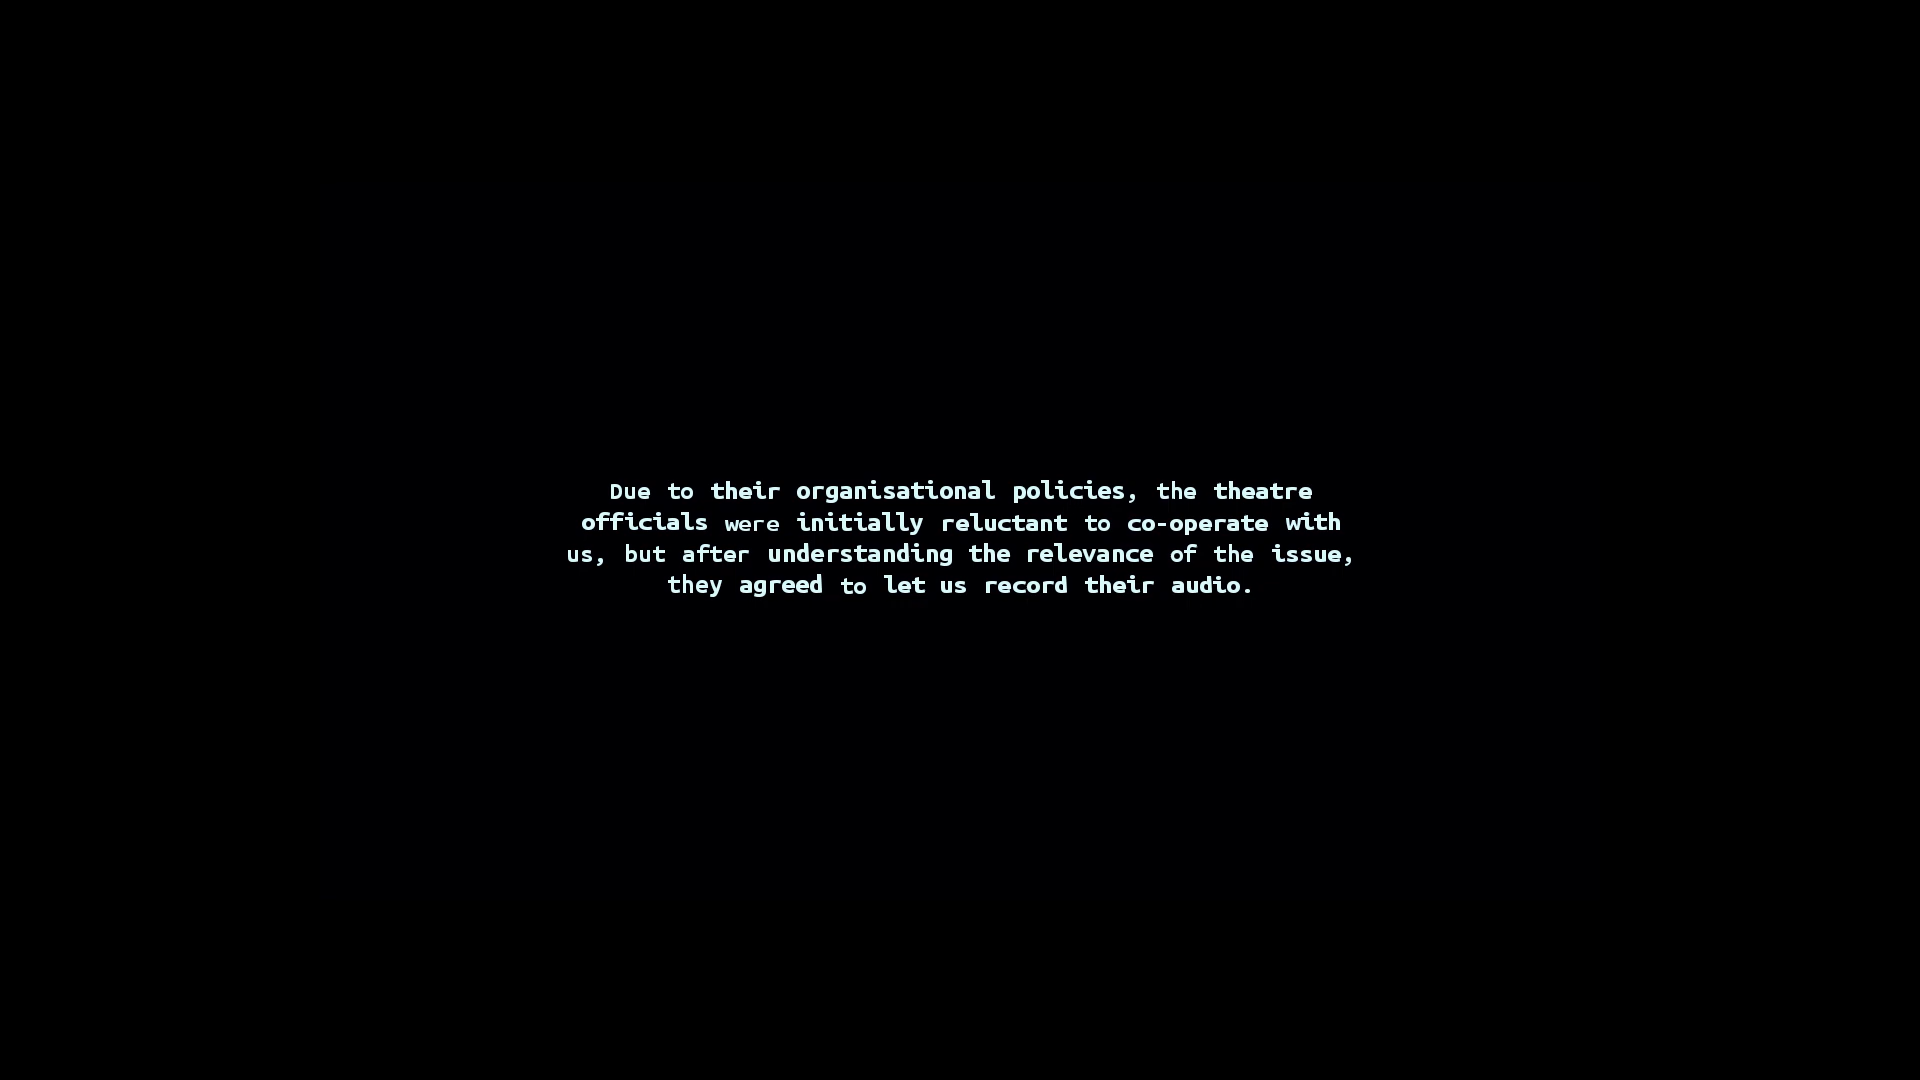 Due to their organisational policies, the theatre
officials were initially reluctant to co-operate with
us, but after understanding the relevance of the issue,
they agreed to let us record their audio.